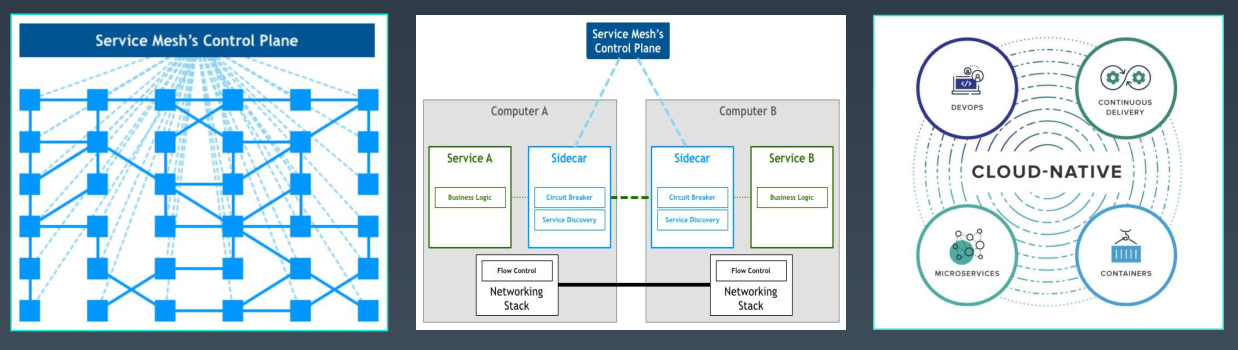 Service Mesh's Control Plane
Service Mesh's
Control Plane
Computer A
Service A
Business Logic
Sidecar
Circuit Breaker
Service Discovery
Flow Control
Networking
Stack
Computer B
Sidecar
Circuit Breaker
Service Discovery
Service B
Business Logic
Flow Control
Networking
Stack
DEVOPS
CONTINUOUS
DELIVERY
CLOUD-NATIVE
MICROSERVICES
CONTAINERS